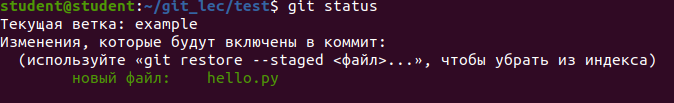 student@student:~/git_lec/test$ git status
Текущая ветка: example
Изменения, которые будут включены в коммит:
  (используйте «git restore --staged <файл>...», чтобы убрать из индекса)
        новый файл:    hello.py